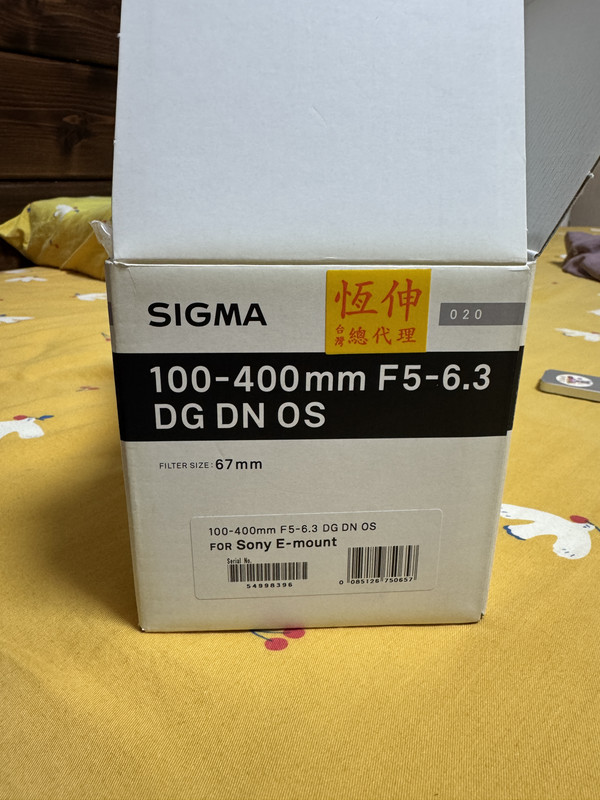 SIGMA
恆伸
台灣總代理
020
100-400mm F5-6.3
DG DN OS
FILTER SIZE: 67mm
100-400mm F5-6.3 DG DN OS
FOR Sony E-mount
Serial No.
54998396
0 085126 750657